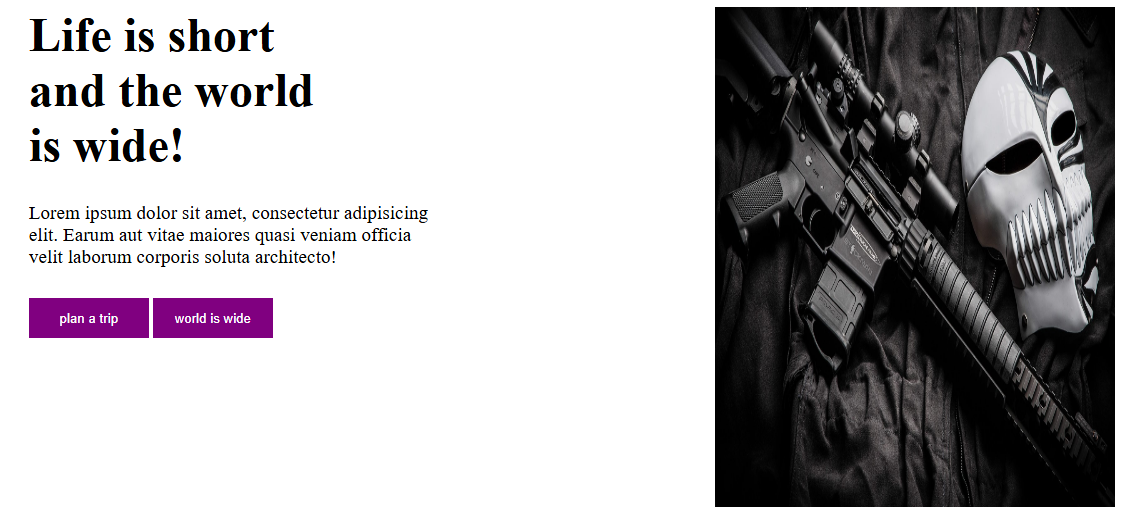 Life is short
and the world
is wide!
Lorem ipsum dolor sit amet, consectetur adipisicing
elit. Earum aut vitae maiores quasi veniam officia
velit laborum corporis soluta architecto!
plan a trip
world is wide